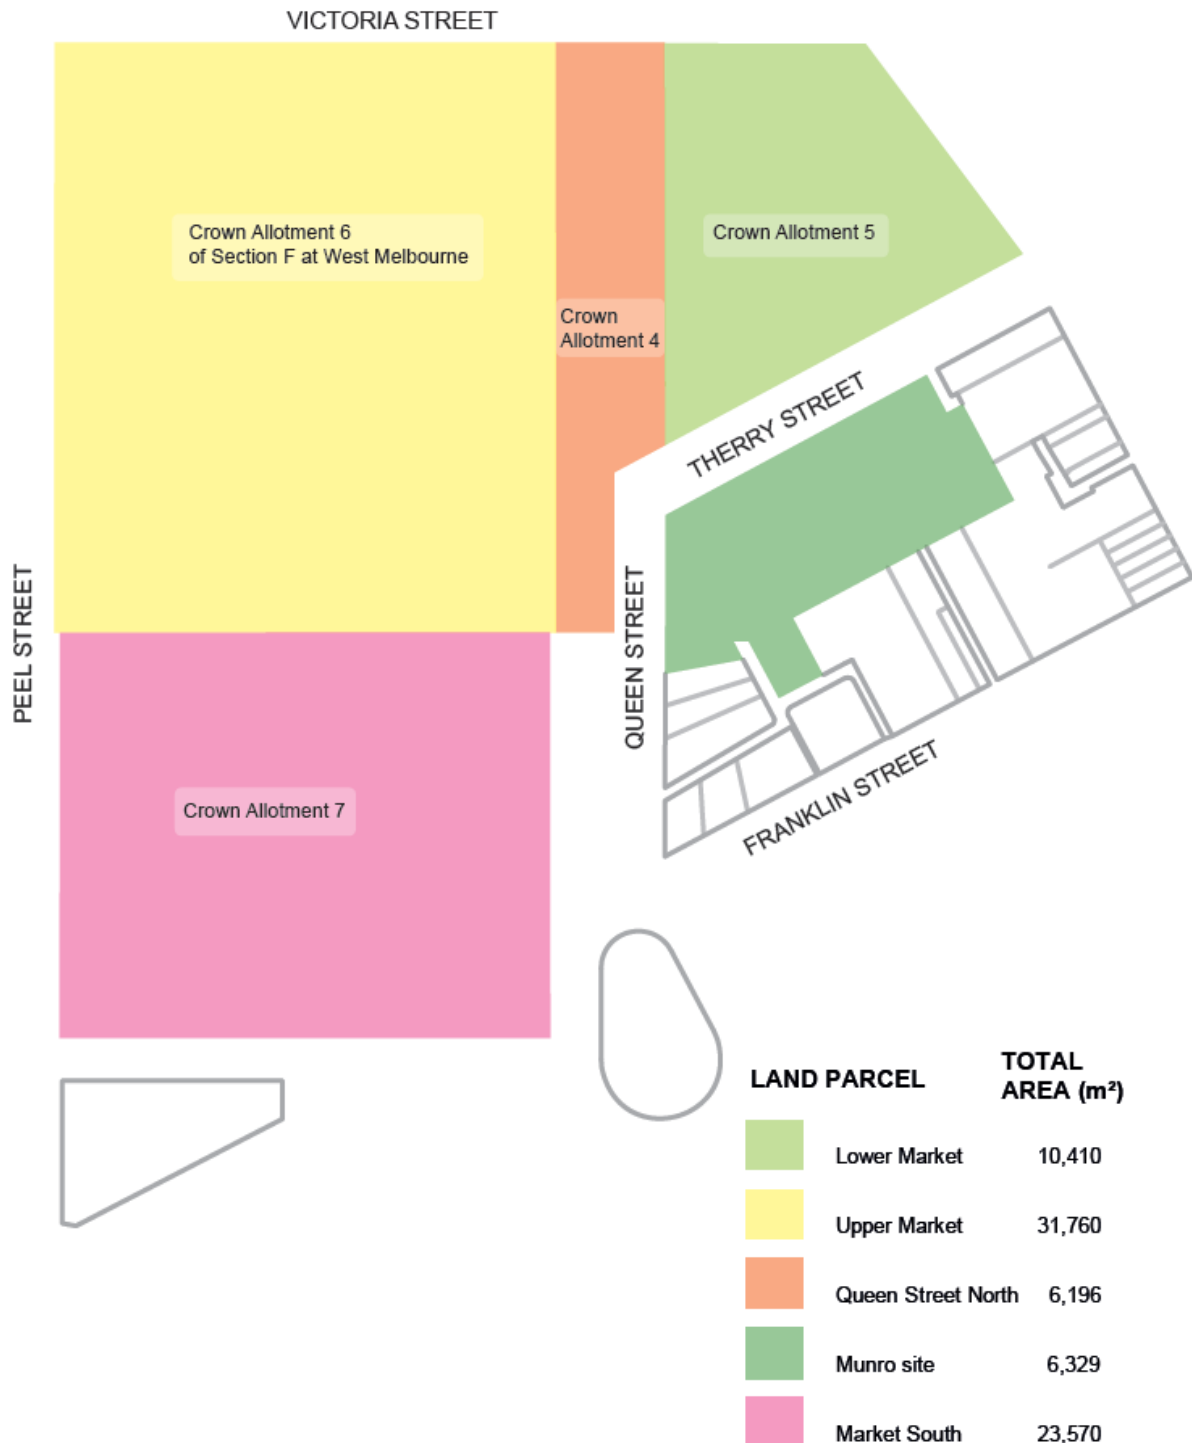 VICTORIA STREET
Crown Allotment 6
of Section F at West Melbourne
Crown Allotment 5
Crown
Allotment 4
THERRY STREET
PEEL STREET
QUEEN STREET
FRANKLIN STREET
Crown Allotment 7
LAND PARCEL TOTAL
AREA (m²)
Lower Market 10,410
Upper Market 31,760
Queen Street North 6,196
Munro site 6,329
Market South 23,570